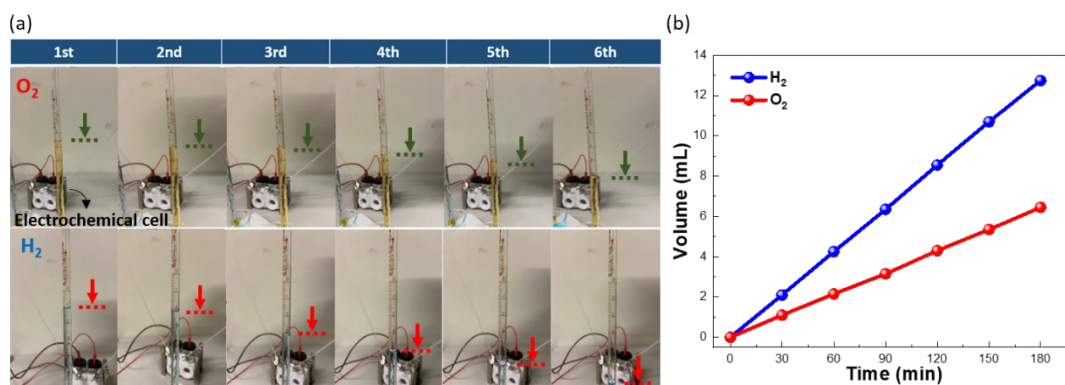 (a)
1st 2nd 3rd 4th 5th 6th
O₂
Electrochemical cell
H₂
(b)
14
12
10
8
6
4
2
0
Volume (mL)
H₂
O₂
0 30 60 90 120 150 180
Time (min)